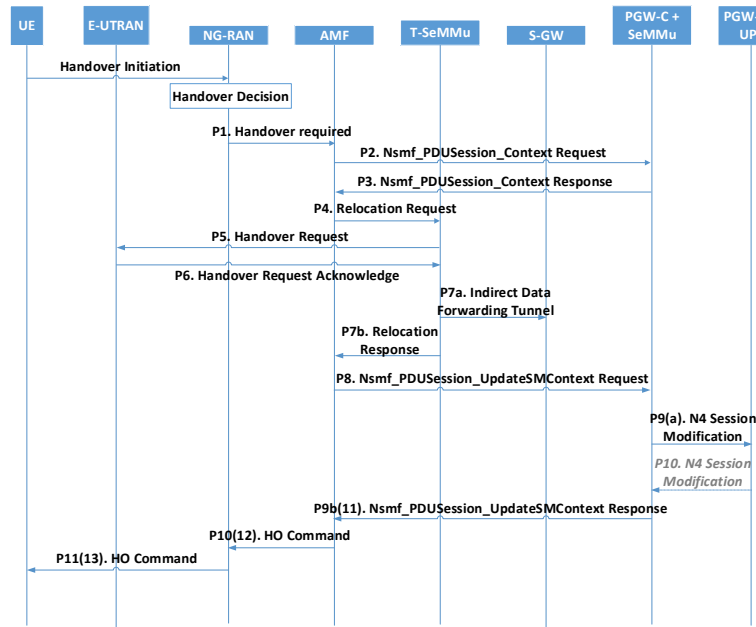 UE
E-UTRAN
NG-RAN
AMF
T-SeMMu
S-GW
PGW-C +
SeMMu
PGW-
UP
Handover Initiation
Handover Decision
P1. Handover required
P2. Nsmf_PDUSession_Context Request
P3. Nsmf_PDUSession_Context Response
P4. Relocation Request
P5. Handover Request
P6. Handover Request Acknowledge
P7a. Indirect Data
Forwarding Tunnel
P7b. Relocation
Response
P8. Nsmf_PDUSession_UpdateSMContext Request
P9(a). N4 Session
Modification
P10. N4 Session
Modification
P9b(11). Nsmf_PDUSession_UpdateSMContext Response
P10(12). HO Command
P11(13). HO Command